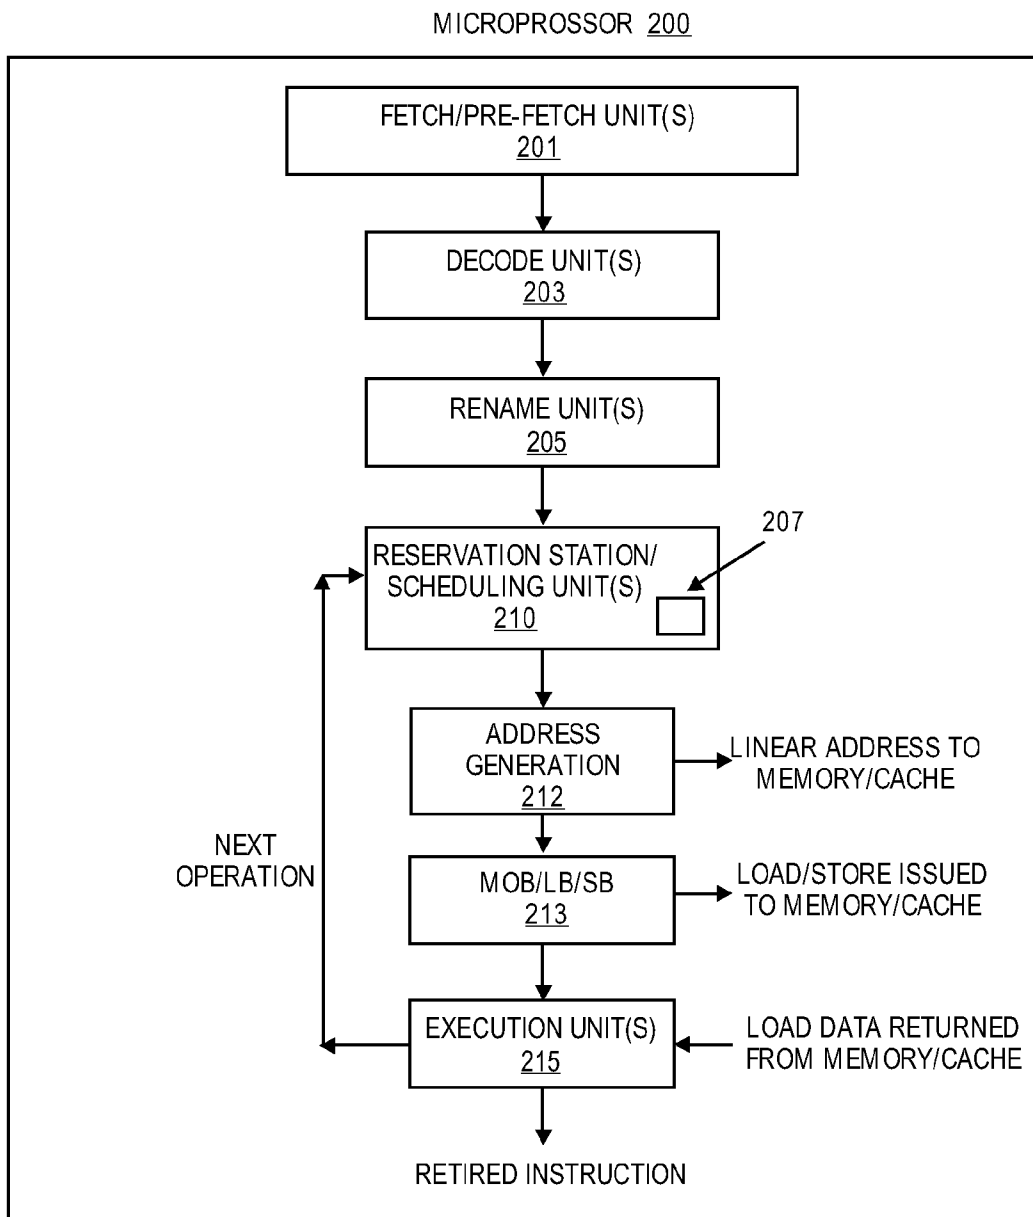 MICROPROSSOR 200
FETCH/PRE-FETCH UNIT(S)
201
DECODE UNIT(S)
203
RENAME UNIT(S)
205
207
RESERVATION STATION/
SCHEDULING UNIT(S)
210
ADDRESS
GENERATION
212
LINEAR ADDRESS TO
MEMORY/CACHE
NEXT
OPERATION
MOB/LB/SB
213
LOAD/STORE ISSUED
TO MEMORY/CACHE
EXECUTION UNIT(S)
215
LOAD DATA RETURNED
FROM MEMORY/CACHE
RETIRED INSTRUCTION